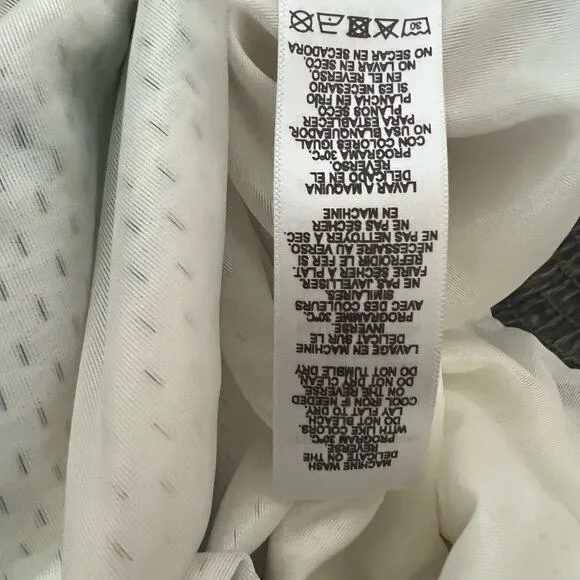 MACHINE WASH
DELICATE ON THE
REVERSE
PROGRAM 30°C.
WITH LIKE COLORS.
DO NOT BLEACH.
LAY FLAT TO DRY.
COOL IRON IF NEEDED
ON THE REVERSE
DO NOT DRY CLEAN.
DO NOT TUMBLE DRY
LAVAGE EN MACHINE
DELICAT SUR LE
INVERSE
PROGRAMME 30°C
AVEC DES COULEURS
SIMILAIRES.
NE PAS JAVELLISER
FAIRE SÉCHER À PLAT.
REFROIDIR LE FER SI
NÉCESSAIRE AU VERSO.
NE PAS NETTOYER À SEC.
NE PAS SÉCHER
EN MACHINE
LAVAR A MAQUINA
DELICADO EN EL
REVERSO
PROGRAMA 30°C.
CON COLORES IGUAL
NO USA BLANQUEADOR.
PARA ESTABLECER
PLANOS SECO
PLANCHA EN FRÍO
SI ES NECESARIO
EN EL REVERSO.
NO LAVAR EN SECO.
NO SECAR EN SECADORA
30